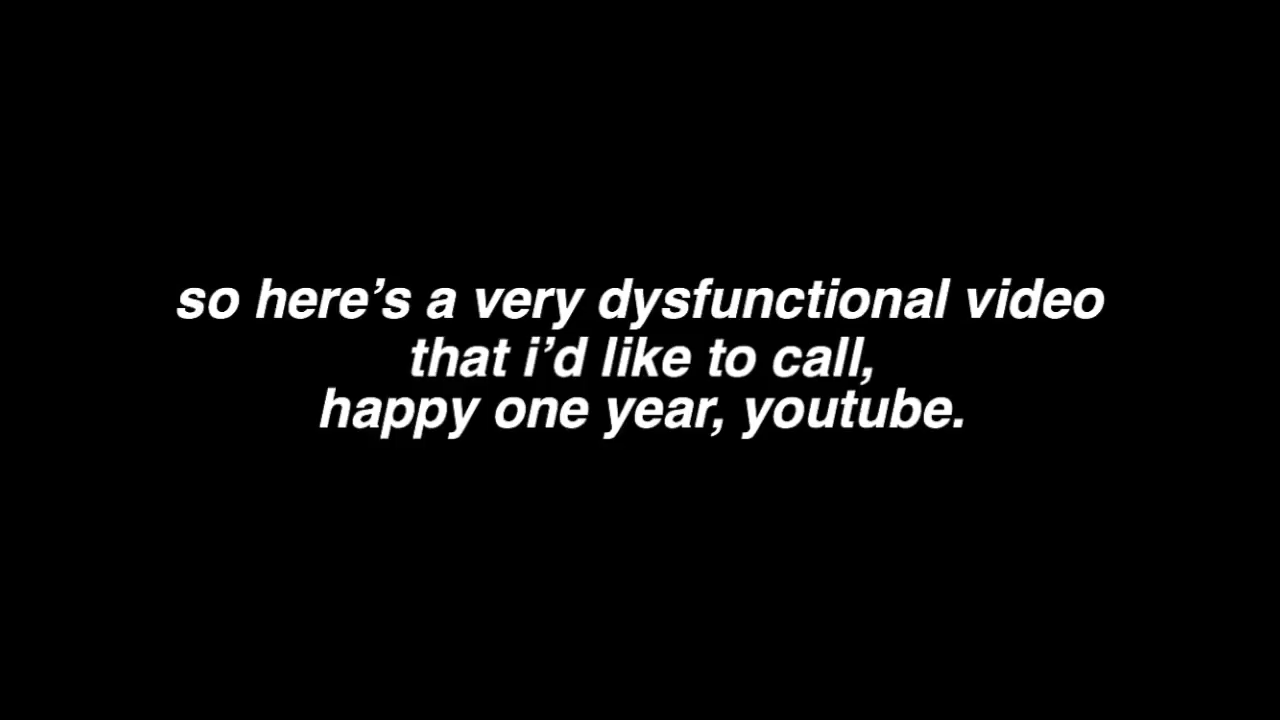 so here’s a very dysfunctional video
that i’d like to call,
happy one year, youtube.